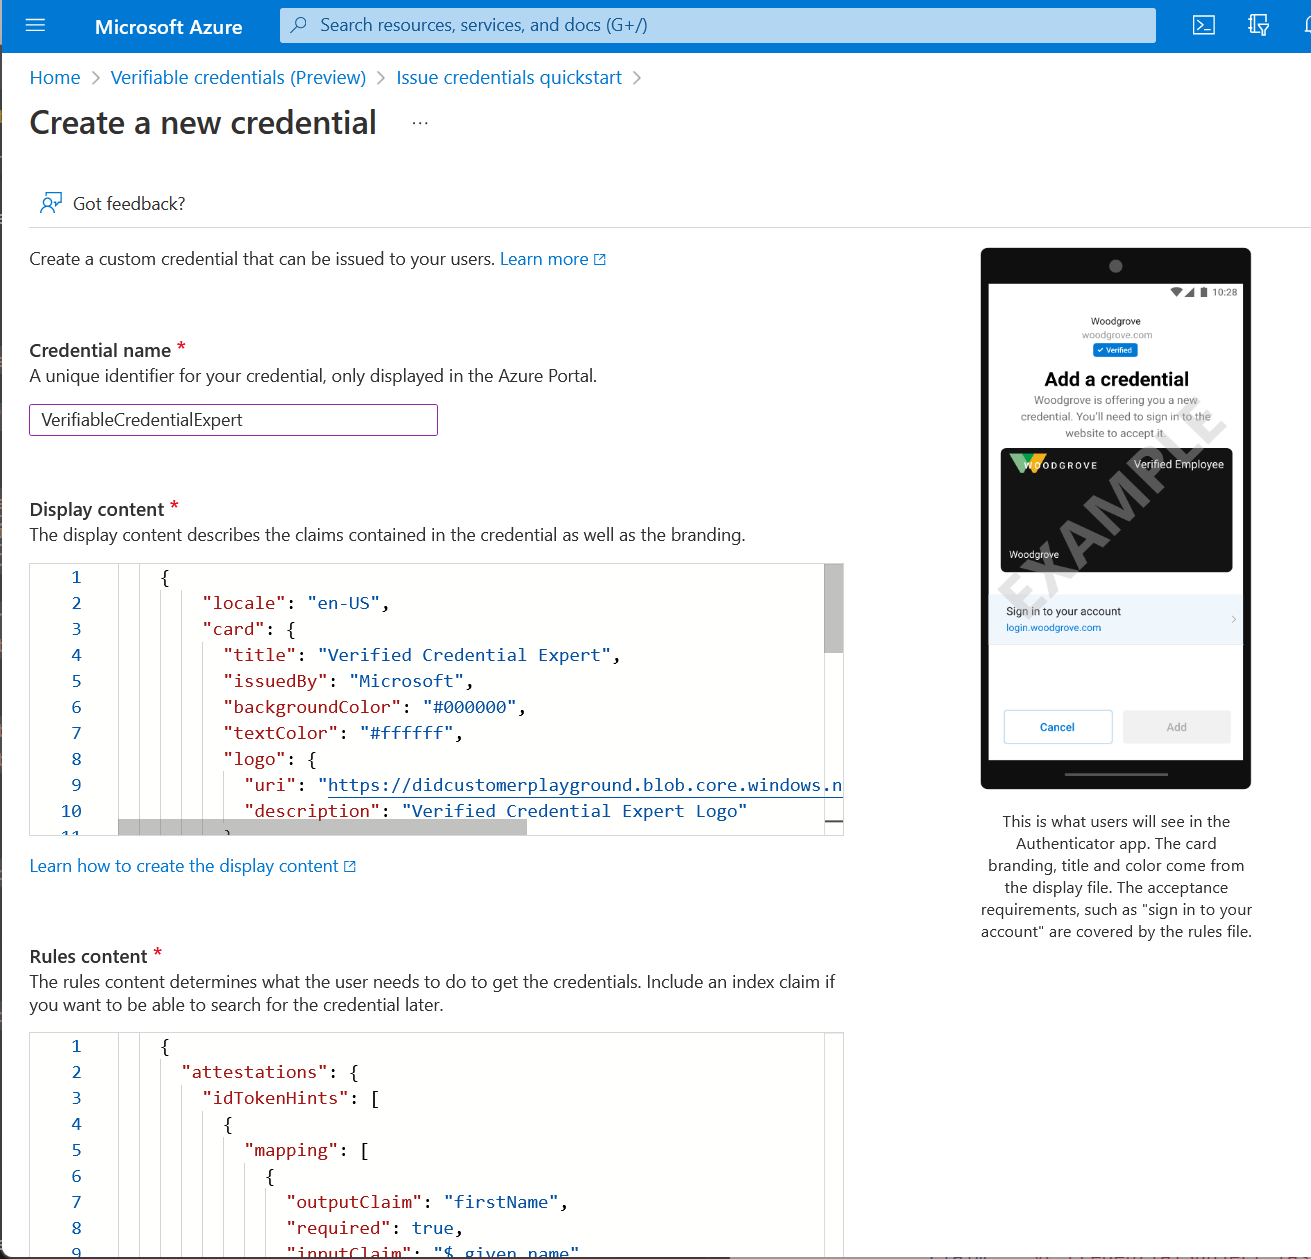 Microsoft Azure
Search resources, services, and docs (G+/)
Home > Verifiable credentials (Preview) > Issue credentials quickstart >
Create a new credential ...
Got feedback?
Create a custom credential that can be issued to your users. Learn more
Credential name *
A unique identifier for your credential, only displayed in the Azure Portal.
VerifiableCredentialExpert
Display content *
The display content describes the claims contained in the credential as well as the branding.
1 {
2 "locale": "en-US",
3 "card": {
4 "title": "Verified Credential Expert",
5 "issuedBy": "Microsoft",
6 "backgroundColor": "#000000",
7 "textColor": "#ffffff",
8 "logo": {
9 "uri": "https://didcustomerplayground.blob.core.windows.n
10 "description": "Verified Credential Expert Logo"
11 }
Learn how to create the display content
Rules content *
The rules content determines what the user needs to do to get the credentials. Include an index claim if
you want to be able to search for the credential later.
1 {
2 "attestations": {
3 "idTokenHints": [
4 {
5 "mapping": [
6 {
7 "outputClaim": "firstName",
8 "required": true,
9 "inputClaim": "$.given_name"
10:28
Woodgrove
woodgrove.com
Verified
Add a credential
Woodgrove is offering you a new
credential. You'll need to sign in to the
website to accept it.
WOODGROVE
Verified Employee
Woodgrove
EXAMPLE
Sign in to your account
login.woodgrove.com
Cancel
Add
This is what users will see in the
Authenticator app. The card
branding, title and color come from
the display file. The acceptance
requirements, such as "sign in to your
account" are covered by the rules file.